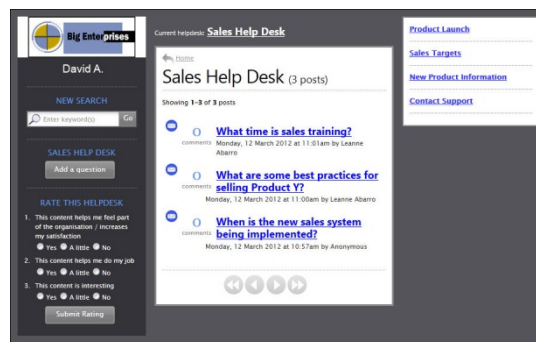 Big Enterprises
David A.
NEW SEARCH
Enter keyword(s)
Go
SALES HELP DESK
Add a question
RATE THIS HELPDESK
1. This content helps me feel part
of the organisation / increases
my satisfaction
Yes A little No
2. This content helps me do my job
Yes A little No
3. This content is interesting
Yes A little No
Submit Rating
Current helpdesk: Sales Help Desk
Home
Sales Help Desk (3 posts)
Showing 1-3 of 3 posts
0
comments
What time is sales training?
Monday, 12 March 2012 at 11:01am by Leanne
Abarro
0
comments
What are some best practices for
selling Product Y?
Monday, 12 March 2012 at 11:00am by Leanne Abarro
0
comments
When is the new sales system
being implemented?
Monday, 12 March 2012 at 10:57am by Anonymous
Product Launch
Sales Targets
New Product Information
Contact Support